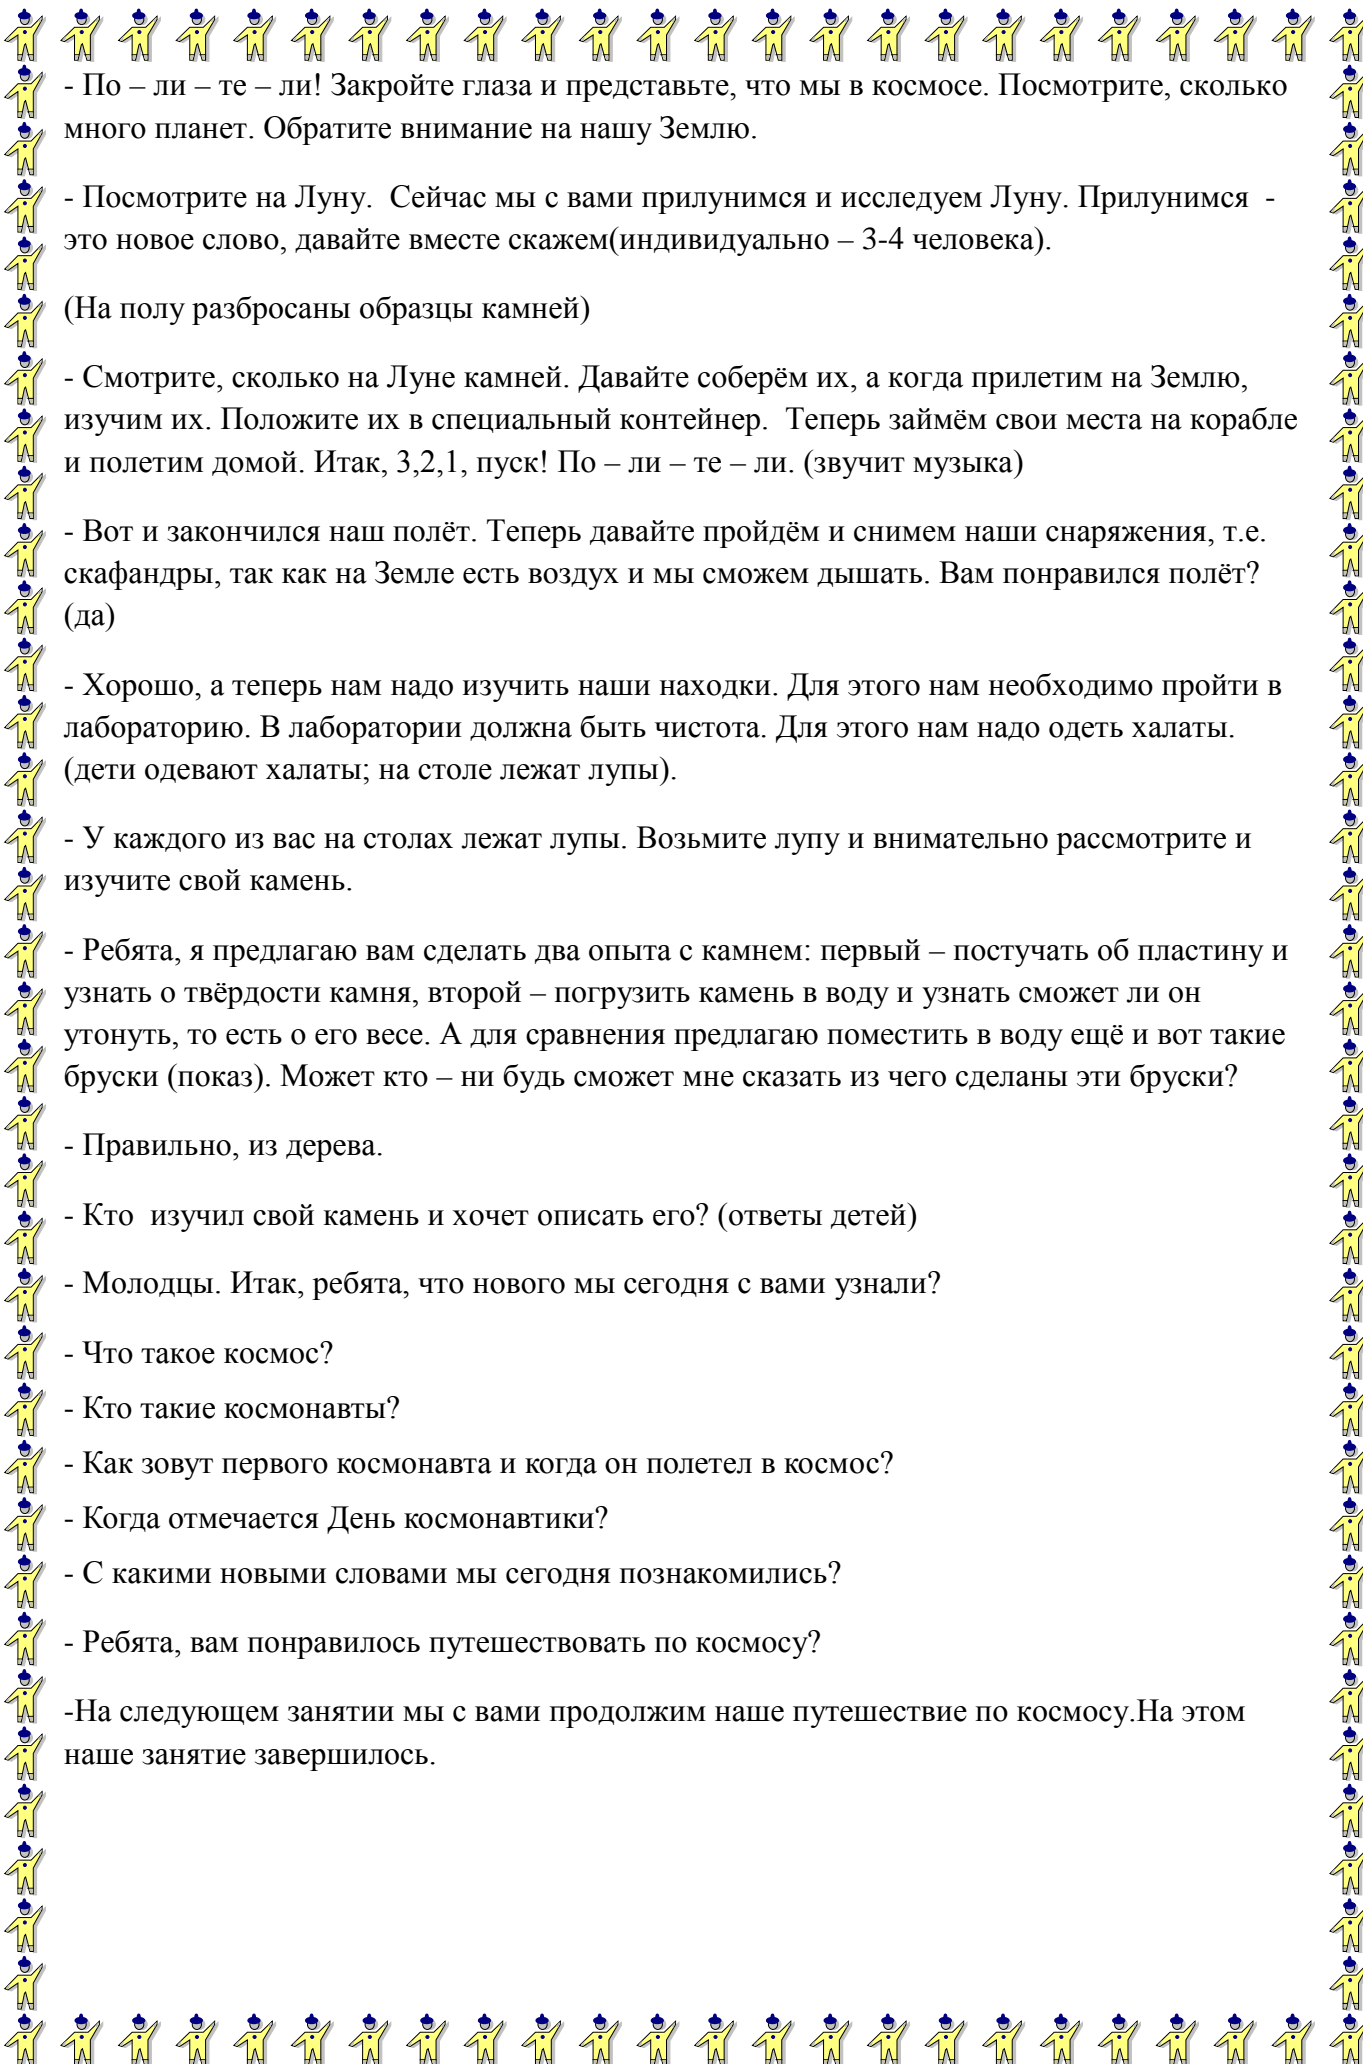 - По – ли – те – ли! Закройте глаза и представьте, что мы в космосе. Посмотрите, сколько
много планет. Обратите внимание на нашу Землю.
- Посмотрите на Луну.  Сейчас мы с вами прилунимся и исследуем Луну. Прилунимся  -
это новое слово, давайте вместе скажем(индивидуально – 3-4 человека).
(На полу разбросаны образцы камней)
- Смотрите, сколько на Луне камней. Давайте соберём их, а когда прилетим на Землю,
изучим их. Положите их в специальный контейнер.  Теперь займём свои места на корабле
и полетим домой. Итак, 3,2,1, пуск! По – ли – те – ли. (звучит музыка)
- Вот и закончился наш полёт. Теперь давайте пройдём и снимем наши снаряжения, т.е.
скафандры, так как на Земле есть воздух и мы сможем дышать. Вам понравился полёт?
(да)
- Хорошо, а теперь нам надо изучить наши находки. Для этого нам необходимо пройти в
лабораторию. В лаборатории должна быть чистота. Для этого нам надо одеть халаты.
(дети одевают халаты; на столе лежат лупы).
- У каждого из вас на столах лежат лупы. Возьмите лупу и внимательно рассмотрите и
изучите свой камень.
- Ребята, я предлагаю вам сделать два опыта с камнем: первый – постучать об пластину и
узнать о твёрдости камня, второй – погрузить камень в воду и узнать сможет ли он
утонуть, то есть о его весе. А для сравнения предлагаю поместить в воду ещё и вот такие
бруски (показ). Может кто – ни будь сможет мне сказать из чего сделаны эти бруски?
- Правильно, из дерева.
- Кто  изучил свой камень и хочет описать его? (ответы детей)
- Молодцы. Итак, ребята, что нового мы сегодня с вами узнали?
- Что такое космос?
- Кто такие космонавты?
- Как зовут первого космонавта и когда он полетел в космос?
- Когда отмечается День космонавтики?
- С какими новыми словами мы сегодня познакомились?
- Ребята, вам понравилось путешествовать по космосу?
-На следующем занятии мы с вами продолжим наше путешествие по космосу.На этом
наше занятие завершилось.